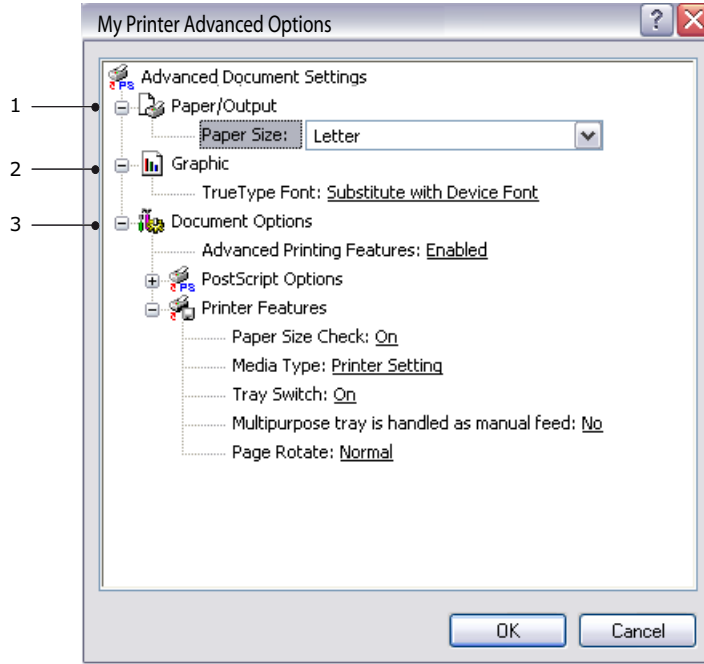 My Printer Advanced Options
Advanced Document Settings
1 Paper/Output
Paper Size: Letter
2 Graphic
TrueType Font: Substitute with Device Font
3 Document Options
Advanced Printing Features: Enabled
PS PostScript Options
Printer Features
Paper Size Check: On
Media Type: Printer Setting
Tray Switch: On
Multipurpose tray is handled as manual feed: No
Page Rotate: Normal
OK Cancel